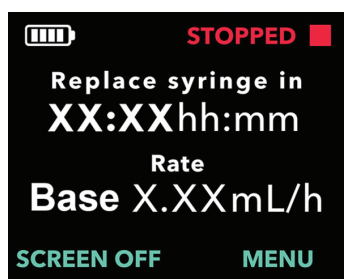 STOPPED
Replace syringe in
XX:XXhh:mm
Rate
Base X.XXmL/h
SCREEN OFF MENU